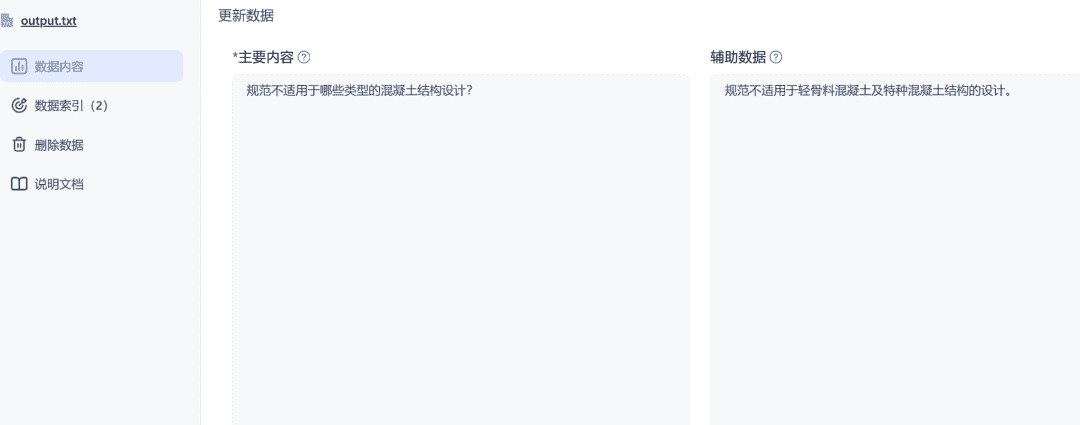 output.txt
数据内容
数据索引（2）
删除数据
说明文档
更新数据
*主要内容
规范不适用于哪些类型的混凝土结构设计？
辅助数据
规范不适用于轻骨料混凝土及特种混凝土结构的设计。